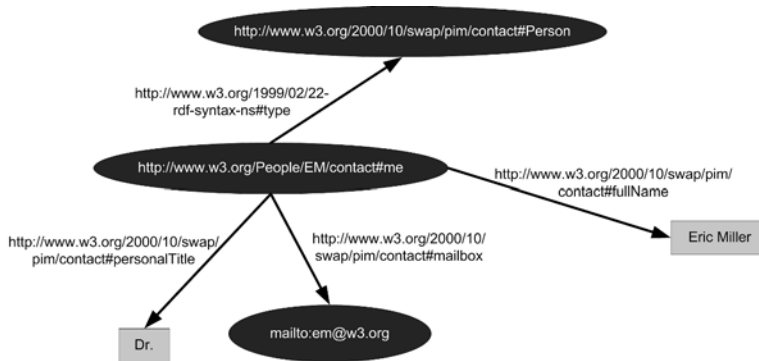 http://www.w3.org/2000/10/swap/pim/contact#Person
http://www.w3.org/1999/02/22-
rdf-syntax-ns#type
http://www.w3.org/People/EM/contact#me
http://www.w3.org/2000/10/swap/pim/
contact#fullName
Eric Miller
http://www.w3.org/2000/10/swap/
pim/contact#personalTitle
http://www.w3.org/2000/10/
swap/pim/contact#mailbox
Dr.
mailto:em@w3.org